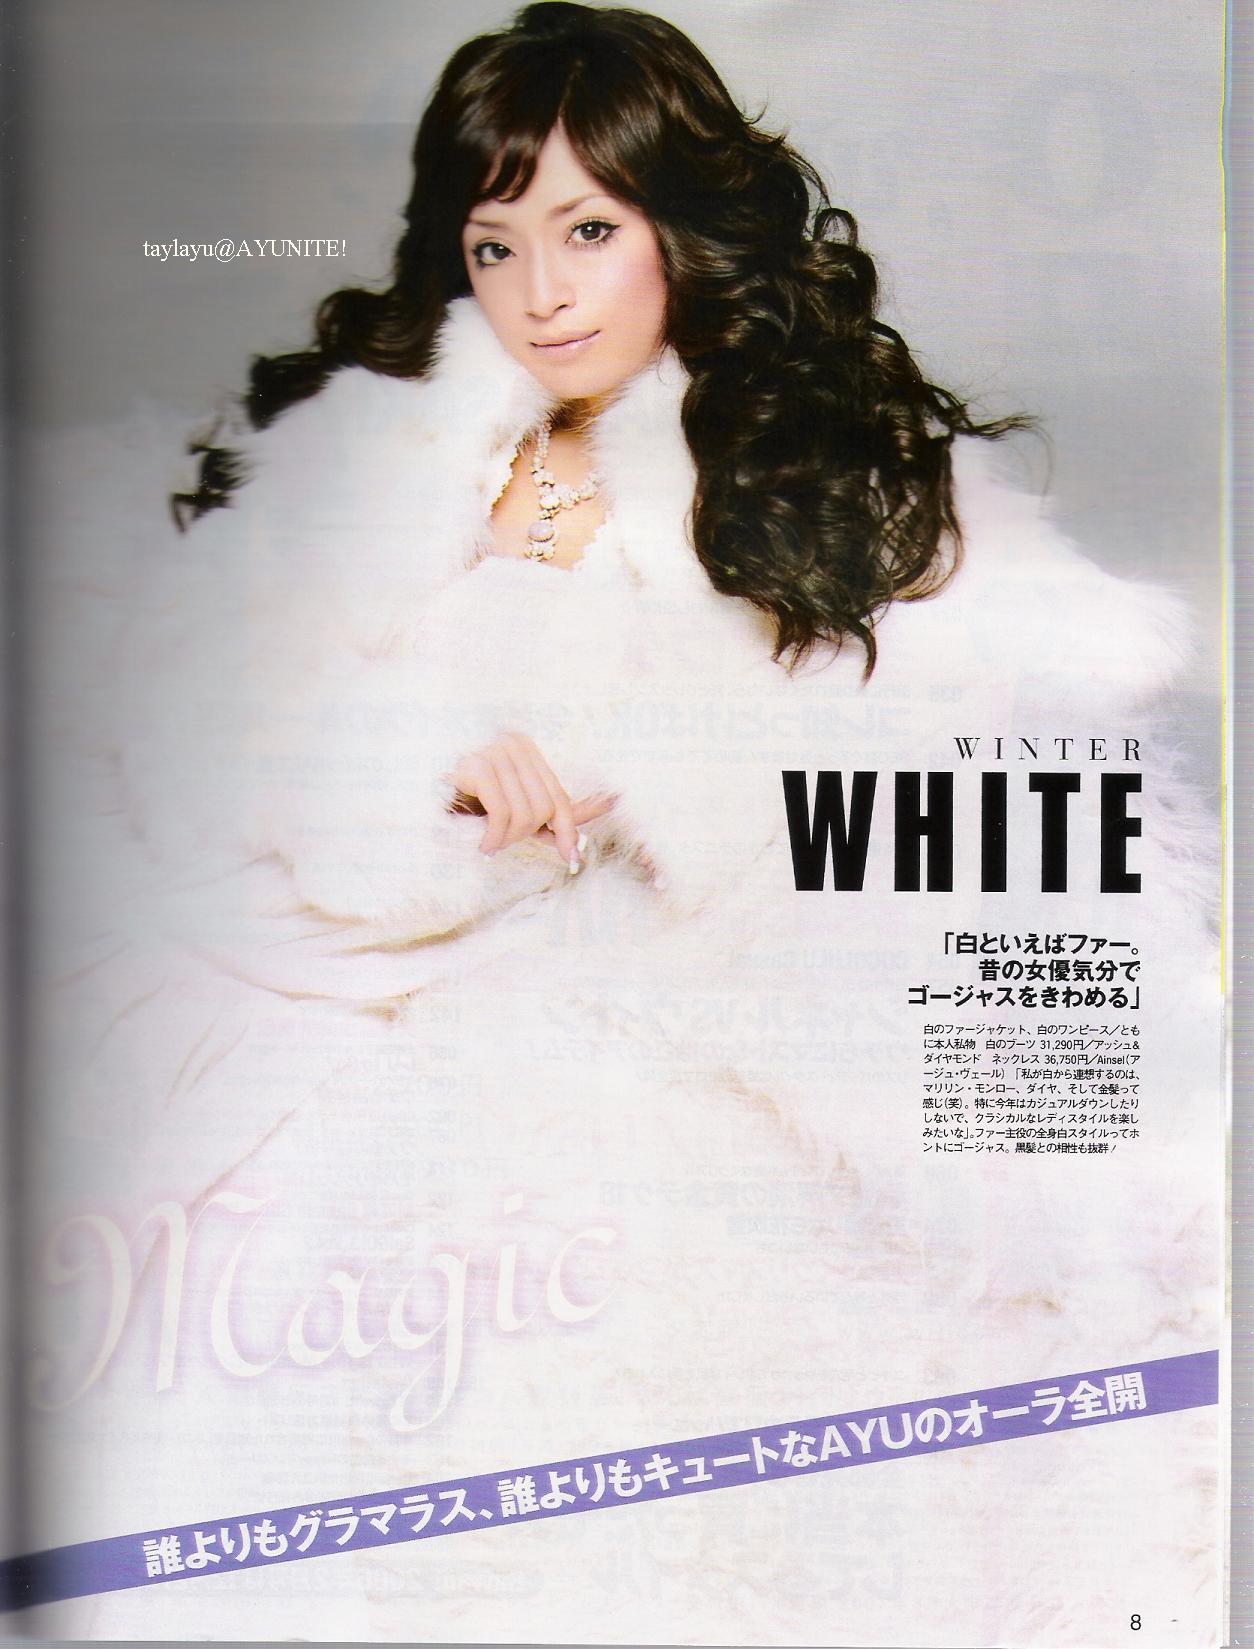 taylayu@AYUNITE!
WINTER
WHITE
「白といえばファー。
昔の女優気分で
ゴージャスをきわめる」
白のファージャケット、白のワンピース／とも
に本人私物　白のブーツ 31,290円／アッシュ&
ダイヤモンド　ネックレス 36,750円／Ainsel（ア
ージュ・ヴェール）「私が白から連想するのは、
マリリン・モンロー、ダイヤ、そして金髪って
感じ（笑）。特に今年はカジュアルダウンしたり
しないで、クラシカルなレディスタイルを楽し
みたいな」。ファー主役の全身白スタイルってホ
ントにゴージャス。黒髪との相性も抜群！
Magic
誰よりもグラマラス、誰よりもキュートなAYUのオーラ全開
8